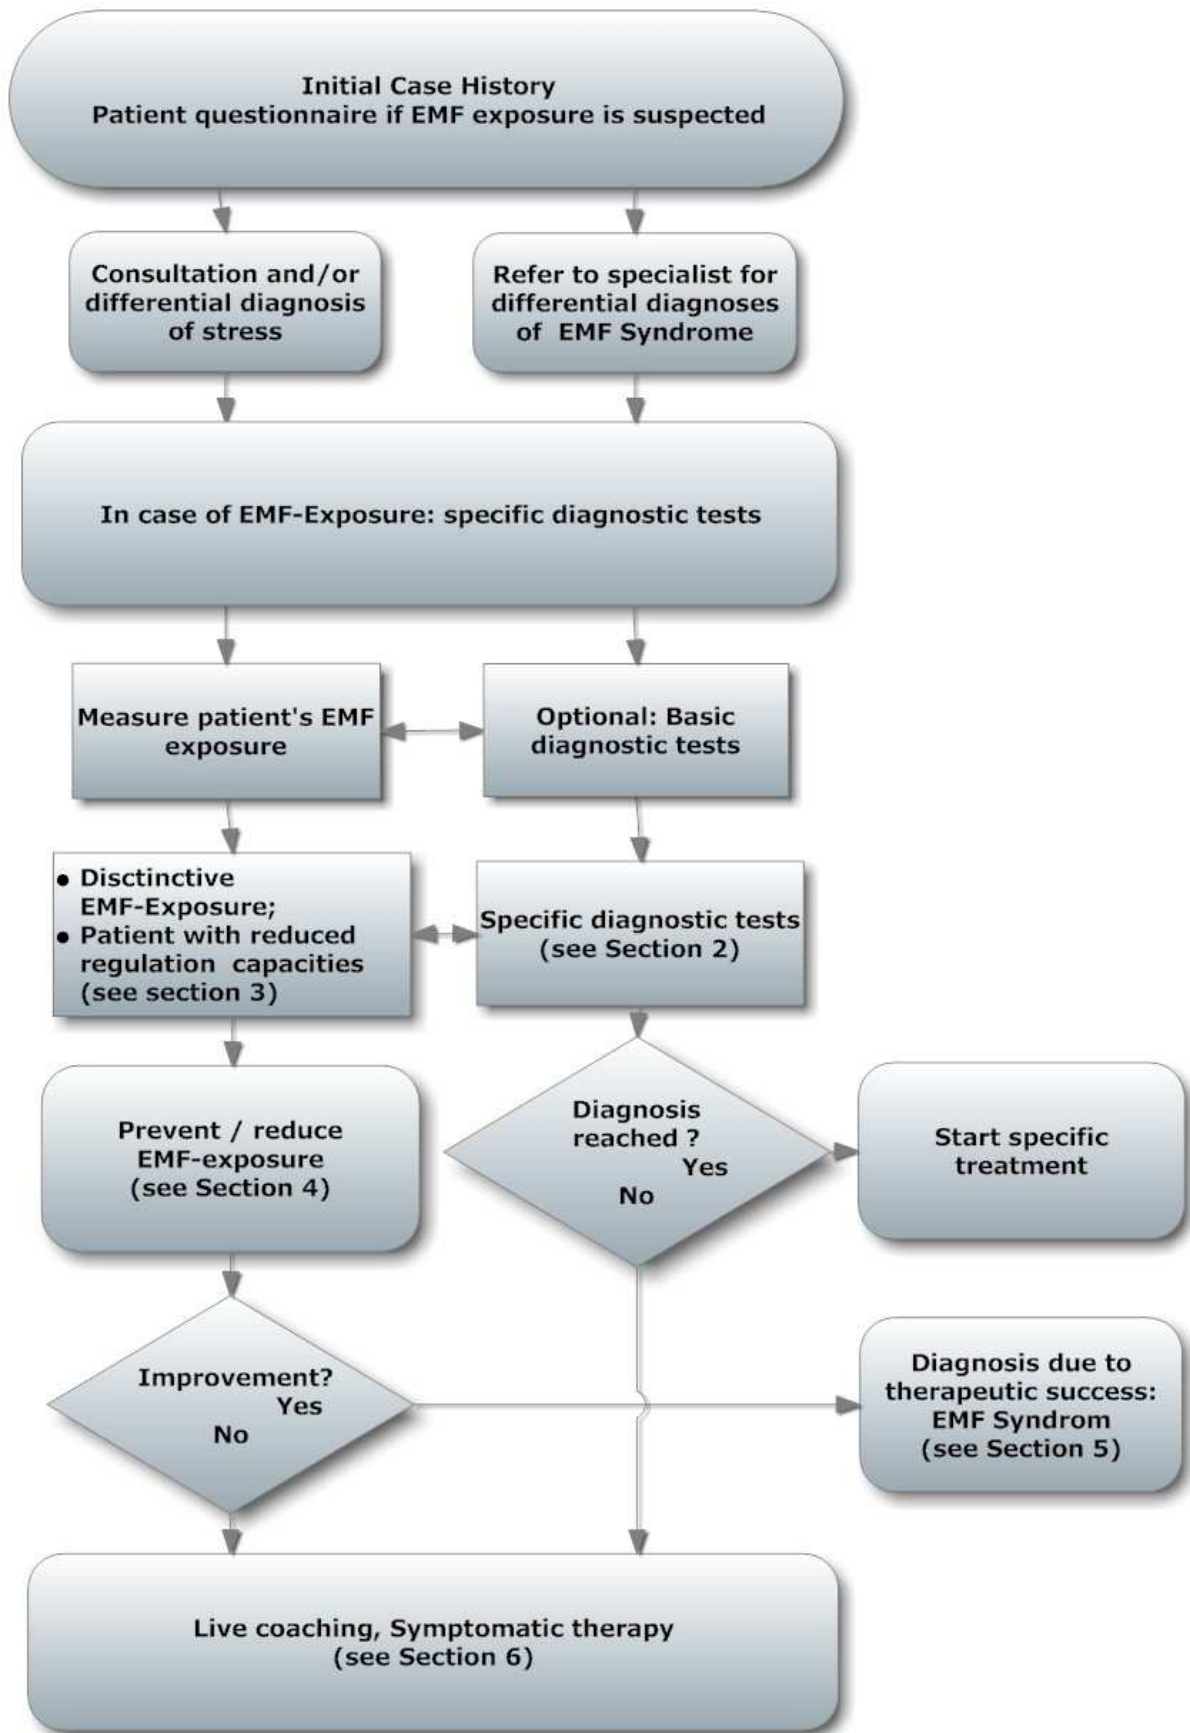 Initial Case History
Patient questionnaire if EMF exposure is suspected
Consultation and/or
differential diagnosis
of stress
Refer to specialist for
differential diagnoses
of EMF Syndrome
In case of EMF-Exposure: specific diagnostic tests
Measure patient's EMF
exposure
Optional: Basic
diagnostic tests
• Disctinctive
EMF-Exposure;
• Patient with reduced
regulation capacities
(see section 3)
Specific diagnostic tests
(see Section 2)
Prevent / reduce
EMF-exposure
(see Section 4)
Diagnosis
reached ?
Yes
No
Start specific
treatment
Improvement?
Yes
No
Diagnosis due to
therapeutic success:
EMF Syndrom
(see Section 5)
Live coaching, Symptomatic therapy
(see Section 6)